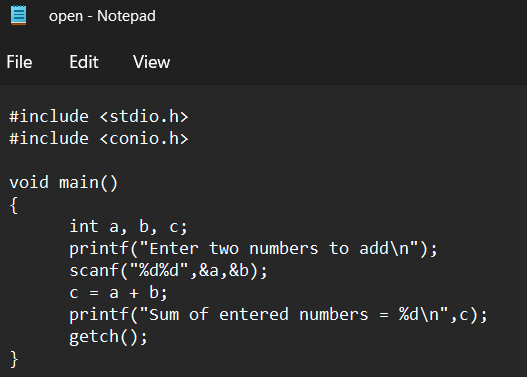 open - Notepad
File Edit View
#include <stdio.h>
#include <conio.h>
void main()
{
int a, b, c;
printf("Enter two numbers to add\n");
scanf("%d%d",&a,&b);
c = a + b;
printf("Sum of entered numbers = %d\n",c);
getch();
}